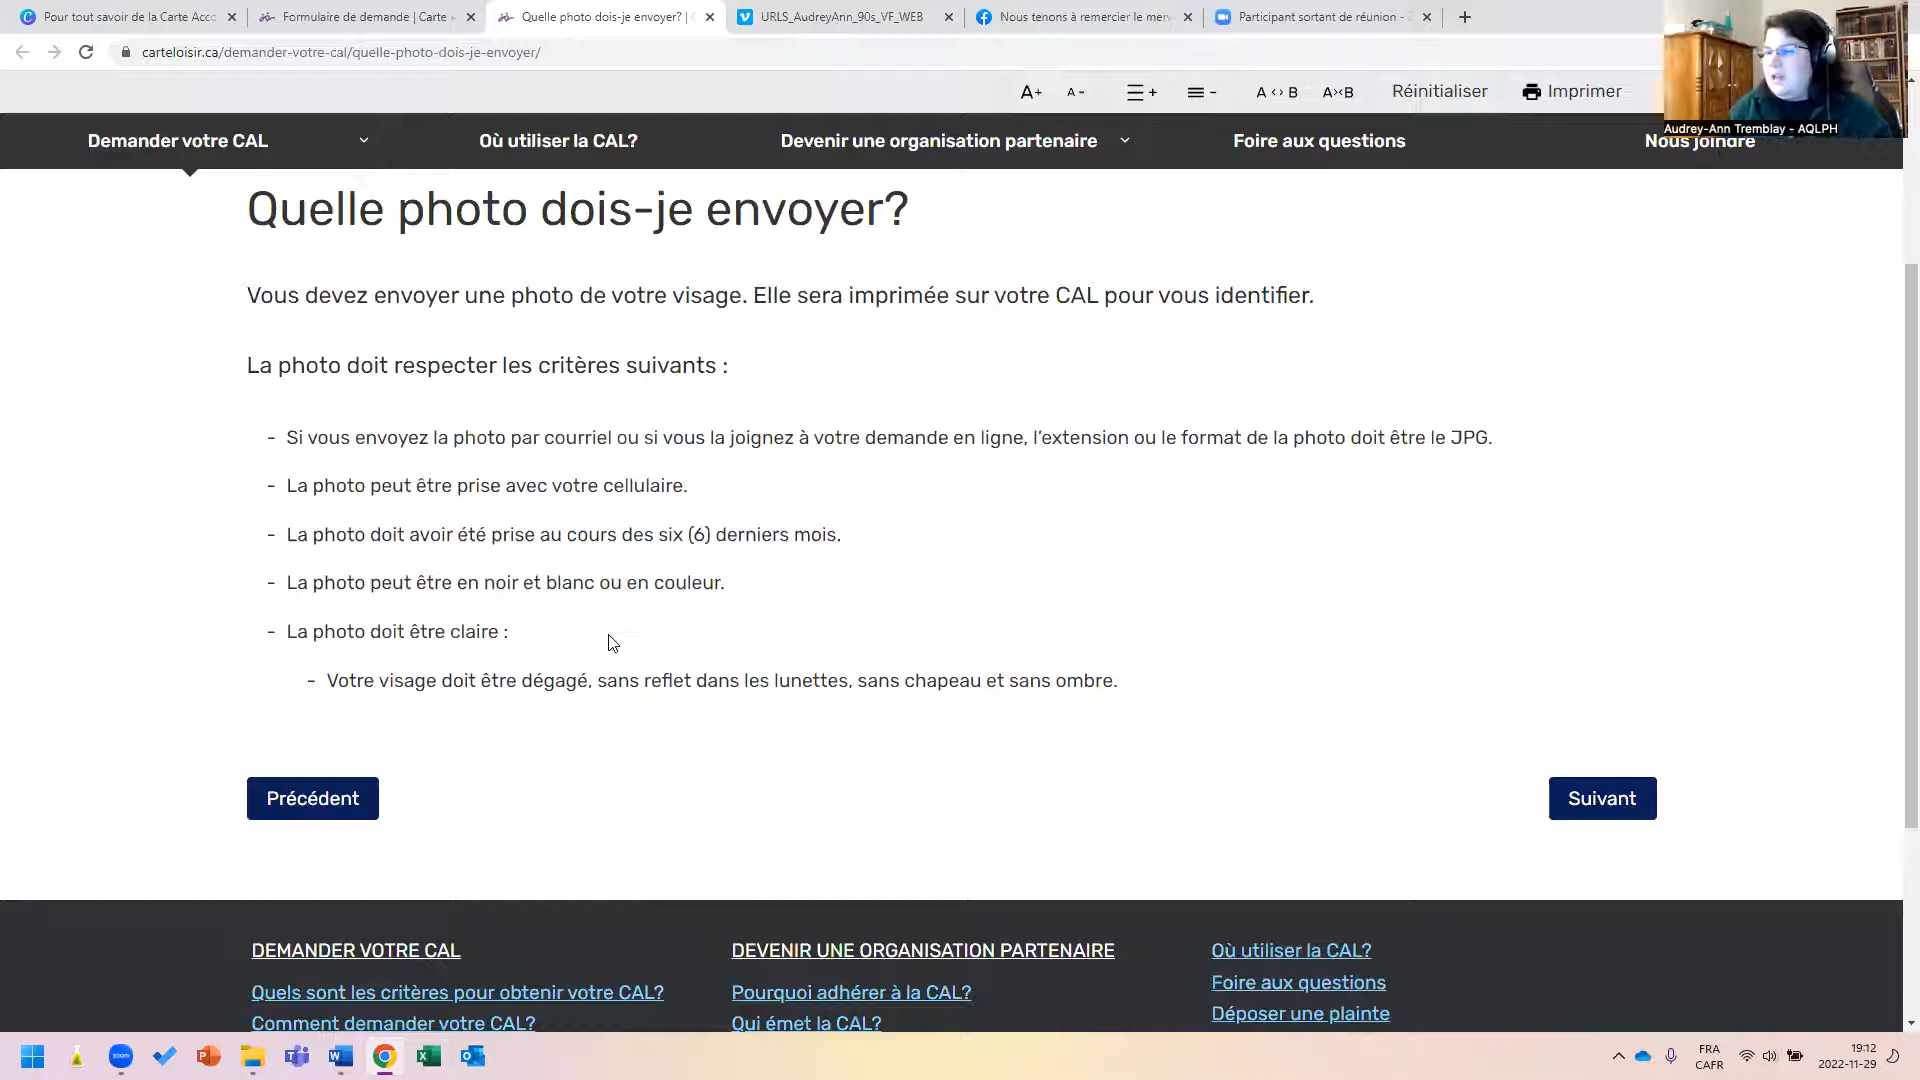 Pour tout savoir de la Carte Acco
Formulaire de demande | Carte
Quelle photo dois-je envoyer? |
URLS_AudreyAnn_90s_VF_WEB
Nous tenons à remercier le mer
Participant sortant de réunion -
carteloisir.ca/demander-votre-cal/quelle-photo-dois-je-envoyer/
A+ A- + - A<>B A><B Réinitialiser Imprimer
Audrey-Ann Tremblay - AQLPH
Demander votre CAL Où utiliser la CAL? Devenir une organisation partenaire Foire aux questions Nous joindre
Quelle photo dois-je envoyer?
Vous devez envoyer une photo de votre visage. Elle sera imprimée sur votre CAL pour vous identifier.
La photo doit respecter les critères suivants :
- Si vous envoyez la photo par courriel ou si vous la joignez à votre demande en ligne, l'extension ou le format de la photo doit être le JPG.
- La photo peut être prise avec votre cellulaire.
- La photo doit avoir été prise au cours des six (6) derniers mois.
- La photo peut être en noir et blanc ou en couleur.
- La photo doit être claire :
- Votre visage doit être dégagé, sans reflet dans les lunettes, sans chapeau et sans ombre.
Précédent
Suivant
DEMANDER VOTRE CAL
Quels sont les critères pour obtenir votre CAL?
Comment demander votre CAL?
DEVENIR UNE ORGANISATION PARTENAIRE
Pourquoi adhérer à la CAL?
Qui émet la CAL?
Où utiliser la CAL?
Foire aux questions
Déposer une plainte
zoom
FRA
CAFR
19:12
2022-11-29